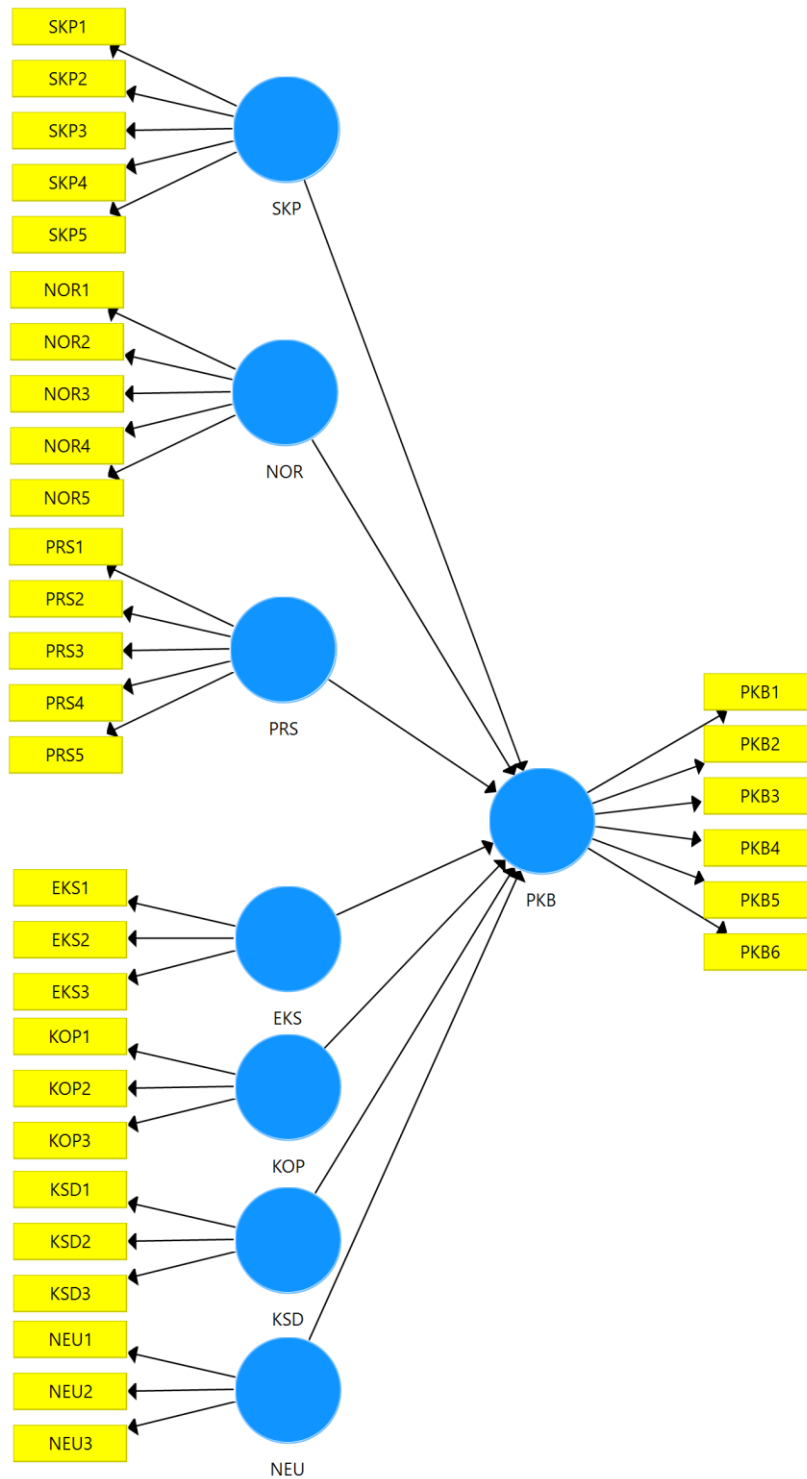 SKP1
SKP2
SKP3
SKP4
SKP5
SKP
NOR1
NOR2
NOR3
NOR4
NOR5
NOR
PRS1
PRS2
PRS3
PRS4
PRS5
PRS
PKB1
PKB2
PKB3
PKB4
PKB5
PKB6
PKB
EKS1
EKS2
EKS3
EKS
KOP1
KOP2
KOP3
KOP
KSD1
KSD2
KSD3
KSD
NEU1
NEU2
NEU3
NEU